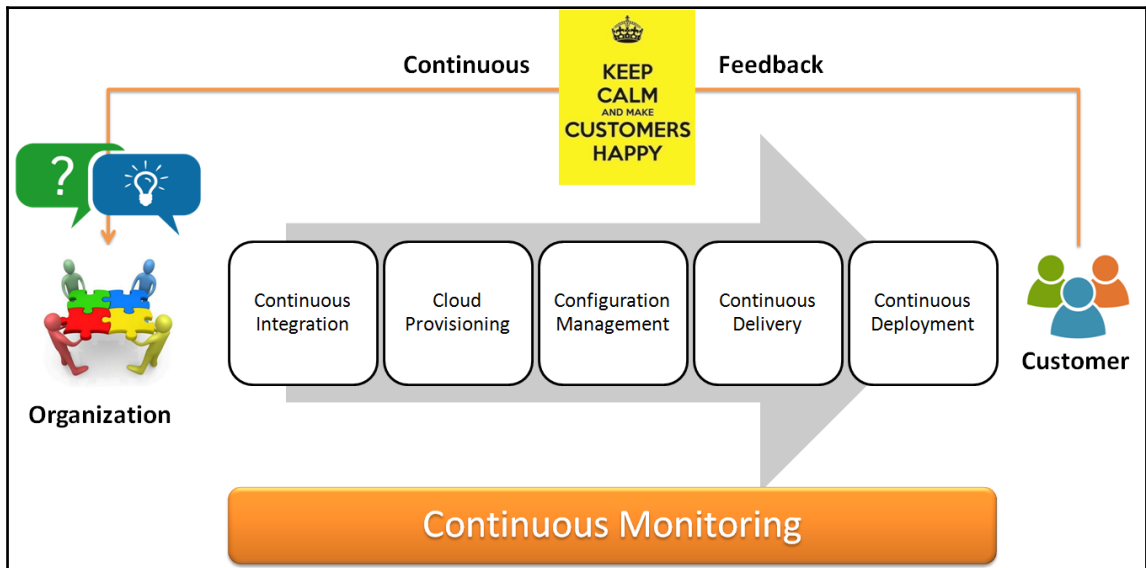 Continuous
Feedback
KEEP
CALM
AND MAKE
CUSTOMERS
HAPPY
?
Organization
Continuous
Integration
Cloud
Provisioning
Configuration
Management
Continuous
Delivery
Continuous
Deployment
Customer
Continuous Monitoring